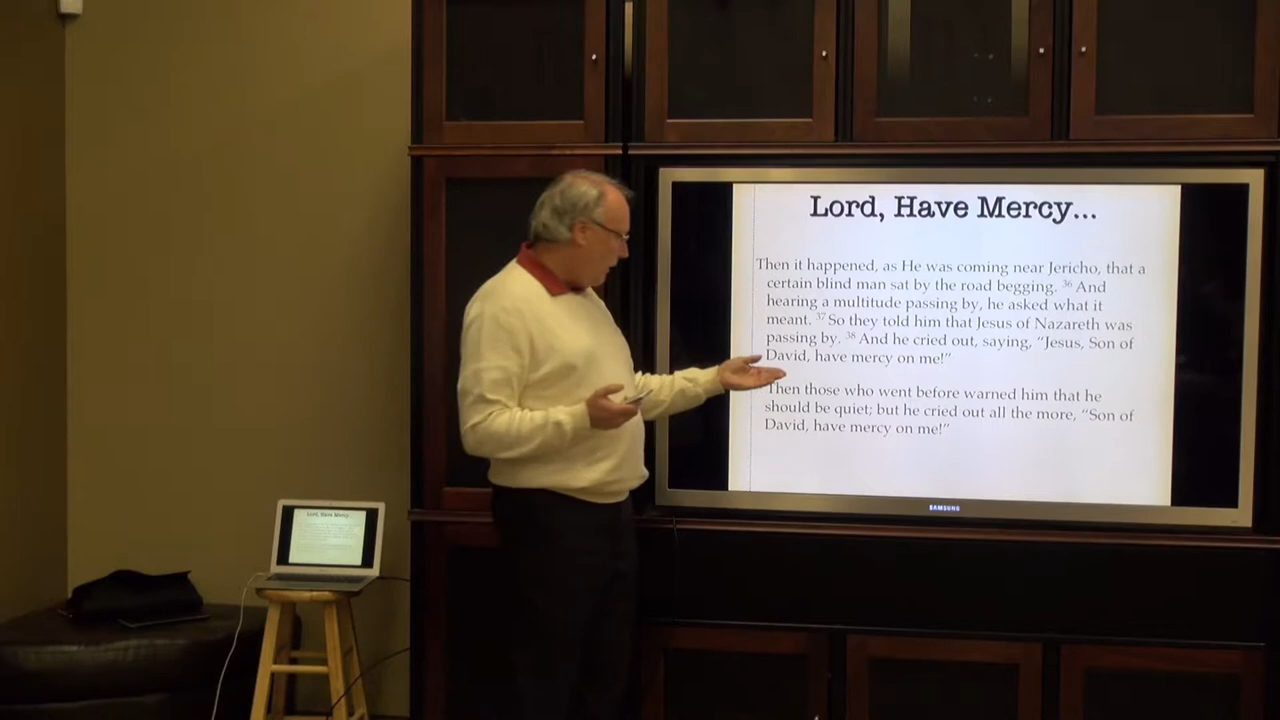 Lord, Have Mercy...
Then it happened, as He was coming near Jericho, that a
certain blind man sat by the road begging. 36 And
hearing a multitude passing by, he asked what it
meant. 37 So they told him that Jesus of Nazareth was
passing by. 38 And he cried out, saying, “Jesus, Son of
David, have mercy on me!”
Then those who went before warned him that he
should be quiet; but he cried out all the more, “Son of
David, have mercy on me!”
SAMSUNG
Lord, Have Mercy...